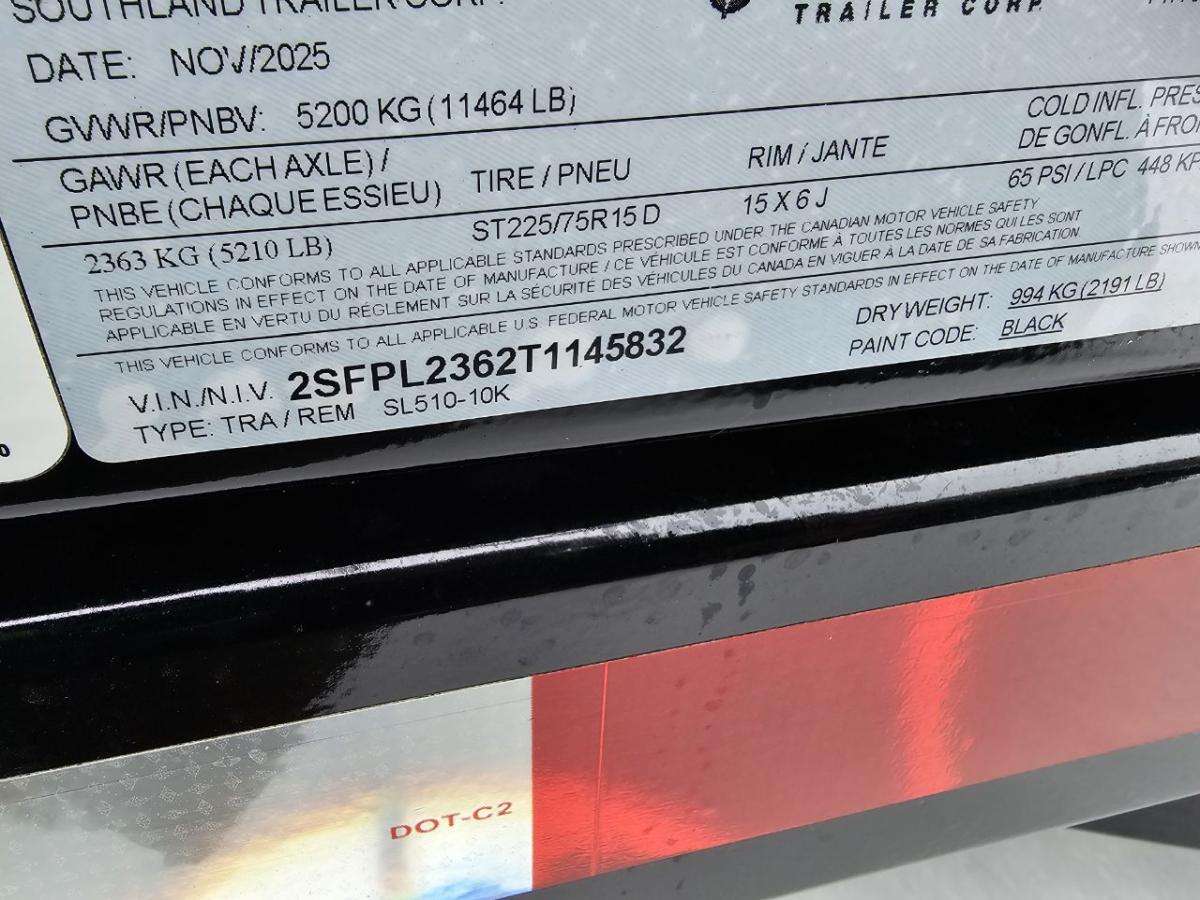 SOUTHLAND TRAILER CORP.
TRAILER CORP.
DATE: NOV/2025
GVWR/PNBV: 5200 KG (11464 LB)
GAWR (EACH AXLE) /
PNBE (CHAQUE ESSIEU)
TIRE / PNEU
RIM / JANTE
COLD INFL. PRES
DE GONFL. À FRO
2363 KG (5210 LB)
ST225/75R15 D
15 X 6 J
65 PSI/LPC 448 KP
THIS VEHICLE CONFORMS TO ALL APPLICABLE STANDARDS PRESCRIBED UNDER THE CANADIAN MOTOR VEHICLE SAFETY
REGULATIONS IN EFFECT ON THE DATE OF MANUFACTURE / CE VÉHICULE EST CONFORME À TOUTES LES NORMES QUI LES SONT
APPLICABLE EN VERTU DU RÉGLEMENT SUR LA SÉCURITE DES VÉHICULES DU CANADA EN VIGUER À LA DATE DE SA FABRICATION
THIS VEHICLE CONFORMS TO ALL APPLICABLE U.S. FEDERAL MOTOR VEHICLE SAFETY STANDARDS IN EFFECT ON THE DATE OF MANUFACTURE SHOWN
V.I.N./N.I.V. 2SFPL2362T1145832
DRY WEIGHT: 994 KG (2191 LB)
TYPE: TRA / REM SL510-10K
PAINT CODE: BLACK
DOT-C2